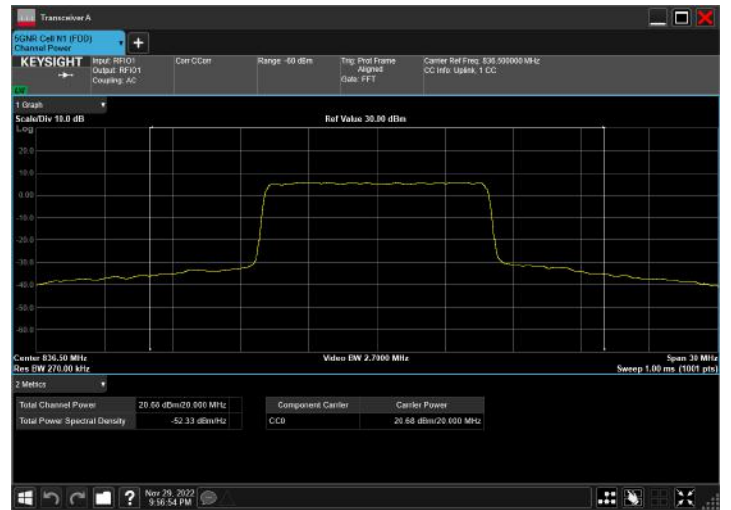 Transceiver A
5GNR Cell N1 (FDD)
Channel Power
KEYSIGHT
Input: RFIO1
Output: RFIO1
Coupling: AC
Corr CCorr
Range -60 dBm
Trig: Prot Frame
Aligned
Gate: FFT
Carrier Ref Freq: 836.500000 MHz
CC Info: Uplink, 1 CC
1 Graph
Scale/Div 10.0 dB
Ref Value 30.00 dBm
Log
20.0
10.0
0.00
-10.0
-20.0
-30.0
-40.0
-50.0
-60.0
Center 836.50 MHz
Video BW 2.7000 MHz
Span 30 MHz
Res BW 270.00 kHz
Sweep 1.00 ms (1001 pts)
2 Metrics
Total Channel Power 20.68 dBm/20.000 MHz
Total Power Spectral Density -52.33 dBm/Hz
Component Carrier Carrier Power
CC0 20.68 dBm/20.000 MHz
Nov 29, 2022
9:56:54 PM